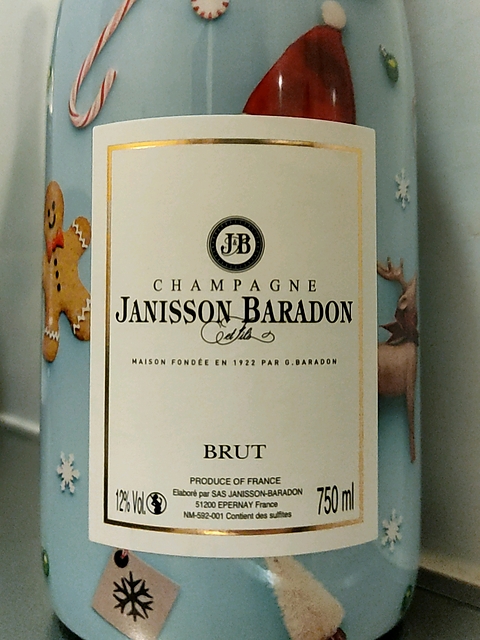 JB
CHAMPAGNE
JANISSON BARADON
et fils
MAISON FONDÉE EN 1922 PAR G.BARADON
BRUT
PRODUCE OF FRANCE
Elaboré par SAS JANISSON-BARADON
51200 EPERNAY France
NM-592-001 Contient des sulfites
12% Vol.
750 ml